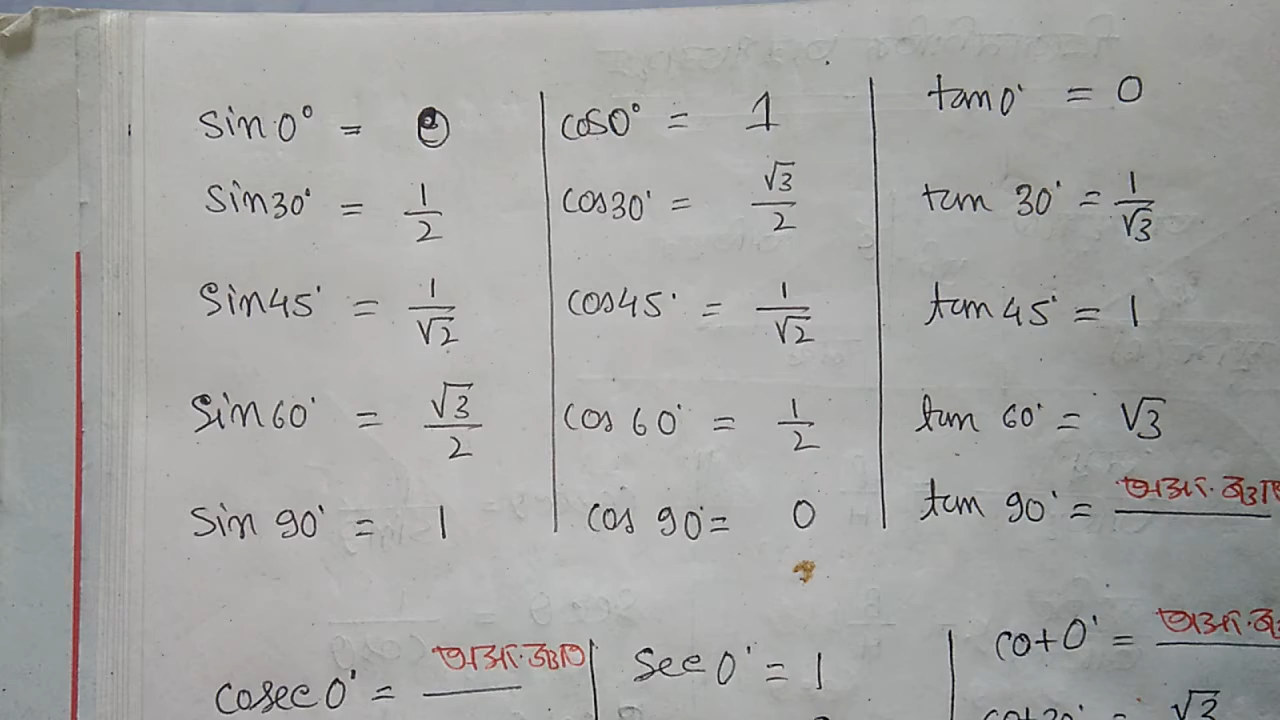 sin 0° = 0 cos 0° = 1 tan 0° = 0
sin 30° = 1/2 cos 30° = √3/2 tan 30° = 1/√3
sin 45° = 1/√2 cos 45° = 1/√2 tan 45° = 1
sin 60° = √3/2 cos 60° = 1/2 tan 60° = √3
sin 90° = 1 cos 90° = 0 tan 90° =
cosec 0° = sec 0° = 1 cot 0° =
cot 30° = √3